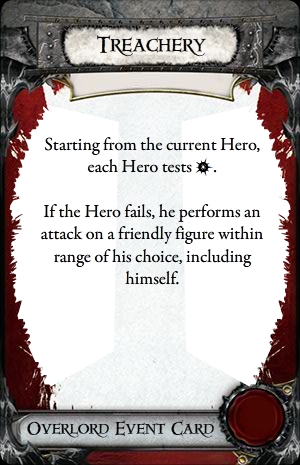 Treachery
Starting from the current Hero,
each Hero tests .
If the Hero fails, he performs an
attack on a friendly figure within
range of his choice, including
himself.
Overlord Event Card